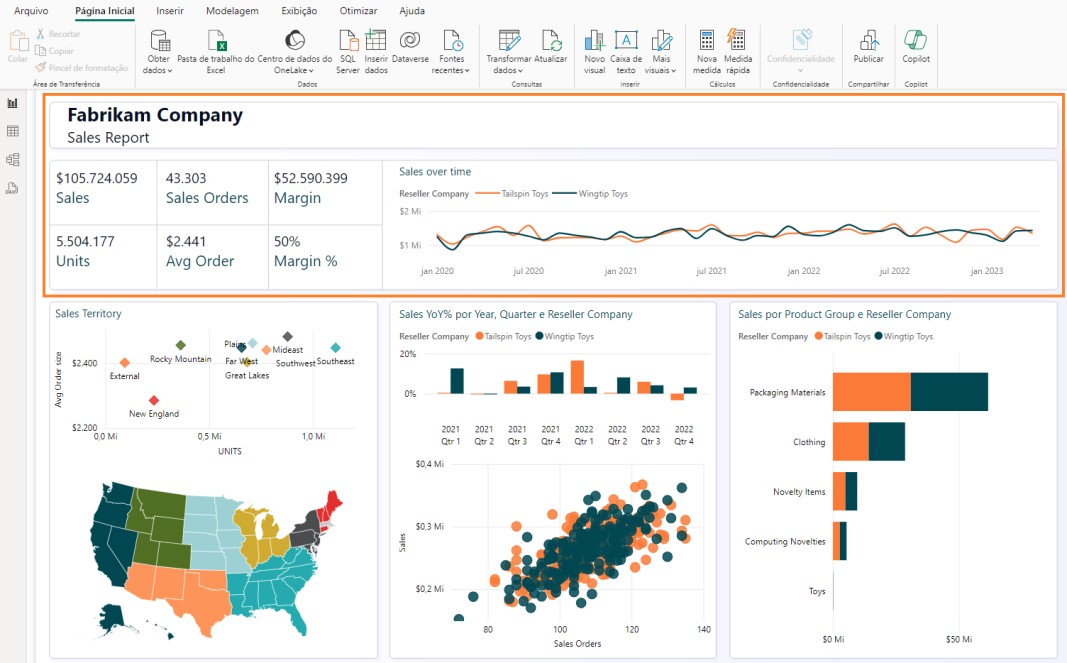 Arquivo Página Inicial Inserir Modelagem Exibição Otimizar Ajuda
Colar
Recortar
Copiar
Pincel de formatação
Área de Transferência
Obter dados
Pasta de trabalho do Excel
Centro de dados do OneLake
SQL Server
Inserir dados
Dataverse
Fontes recentes
Dados
Transformar dados
Atualizar
Consultas
Novo visual
Caixa de texto
Mais visuais
Inserir
Nova medida
Medida rápida
Cálculos
Confidencialidade
Confidencialidade
Publicar
Compartilhar
Copilot
Copilot
Fabrikam Company
Sales Report
$105.724.059
Sales
43.303
Sales Orders
$52.590.399
Margin
5.504.177
Units
$2.441
Avg Order
50%
Margin %
Sales over time
Reseller Company Tailspin Toys Wingtip Toys
$2 Mi
$1 Mi
jan 2020 jul 2020 jan 2021 jul 2021 jan 2022 jul 2022 jan 2023
Sales Territory
Avg Order size
$2.400
$2.200
External
Rocky Mountain
New England
Plains
Far West
Great Lakes
Mideast
Southwest
Southeast
0,0 Mi 0,5 Mi 1,0 Mi
UNITS
Sales YoY% por Year, Quarter e Reseller Company
Reseller Company Tailspin Toys Wingtip Toys
20%
0%
2021 2021 2021 2021 2022 2022 2022 2022
Qtr 1 Qtr 2 Qtr 3 Qtr 4 Qtr 1 Qtr 2 Qtr 3 Qtr 4
$0,4 Mi
$0,3 Mi
$0,2 Mi
Sales
80 100 120 140
Sales Orders
Sales por Product Group e Reseller Company
Reseller Company Tailspin Toys Wingtip Toys
Packaging Materials
Clothing
Novelty Items
Computing Novelties
Toys
$0 Mi $50 Mi